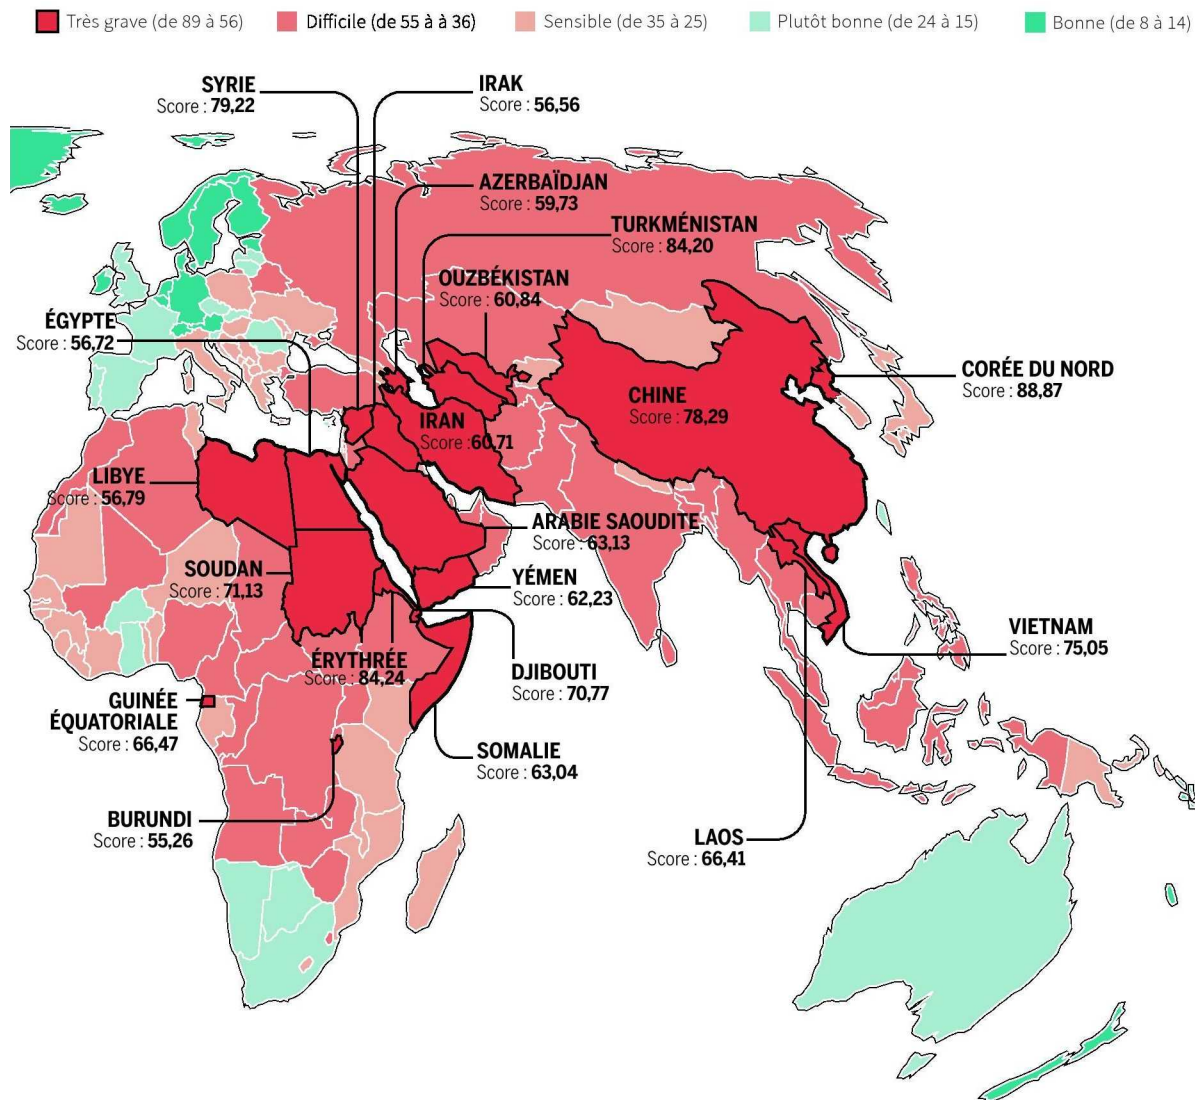 Très grave (de 89 à 56)
Difficile (de 55 à à 36)
Sensible (de 35 à 25)
Plutôt bonne (de 24 à 15)
Bonne (de 8 à 14)
SYRIE
Score : 79,22
IRAK
Score : 56,56
AZERBAÏDJAN
Score : 59,73
TURKMÉNISTAN
Score : 84,20
OUZBÉKISTAN
Score : 60,84
ÉGYPTE
Score : 56,72
CORÉE DU NORD
Score : 88,87
CHINE
Score : 78,29
IRAN
Score : 60,71
LIBYE
Score : 56,79
ARABIE SAOUDITE
Score : 63,13
SOUDAN
Score : 71,13
YÉMEN
Score : 62,23
VIETNAM
Score : 75,05
ÉRYTHRÉE
Score : 84,24
DJIBOUTI
Score : 70,77
GUINÉE
ÉQUATORIALE
Score : 66,47
SOMALIE
Score : 63,04
BURUNDI
Score : 55,26
LAOS
Score : 66,41